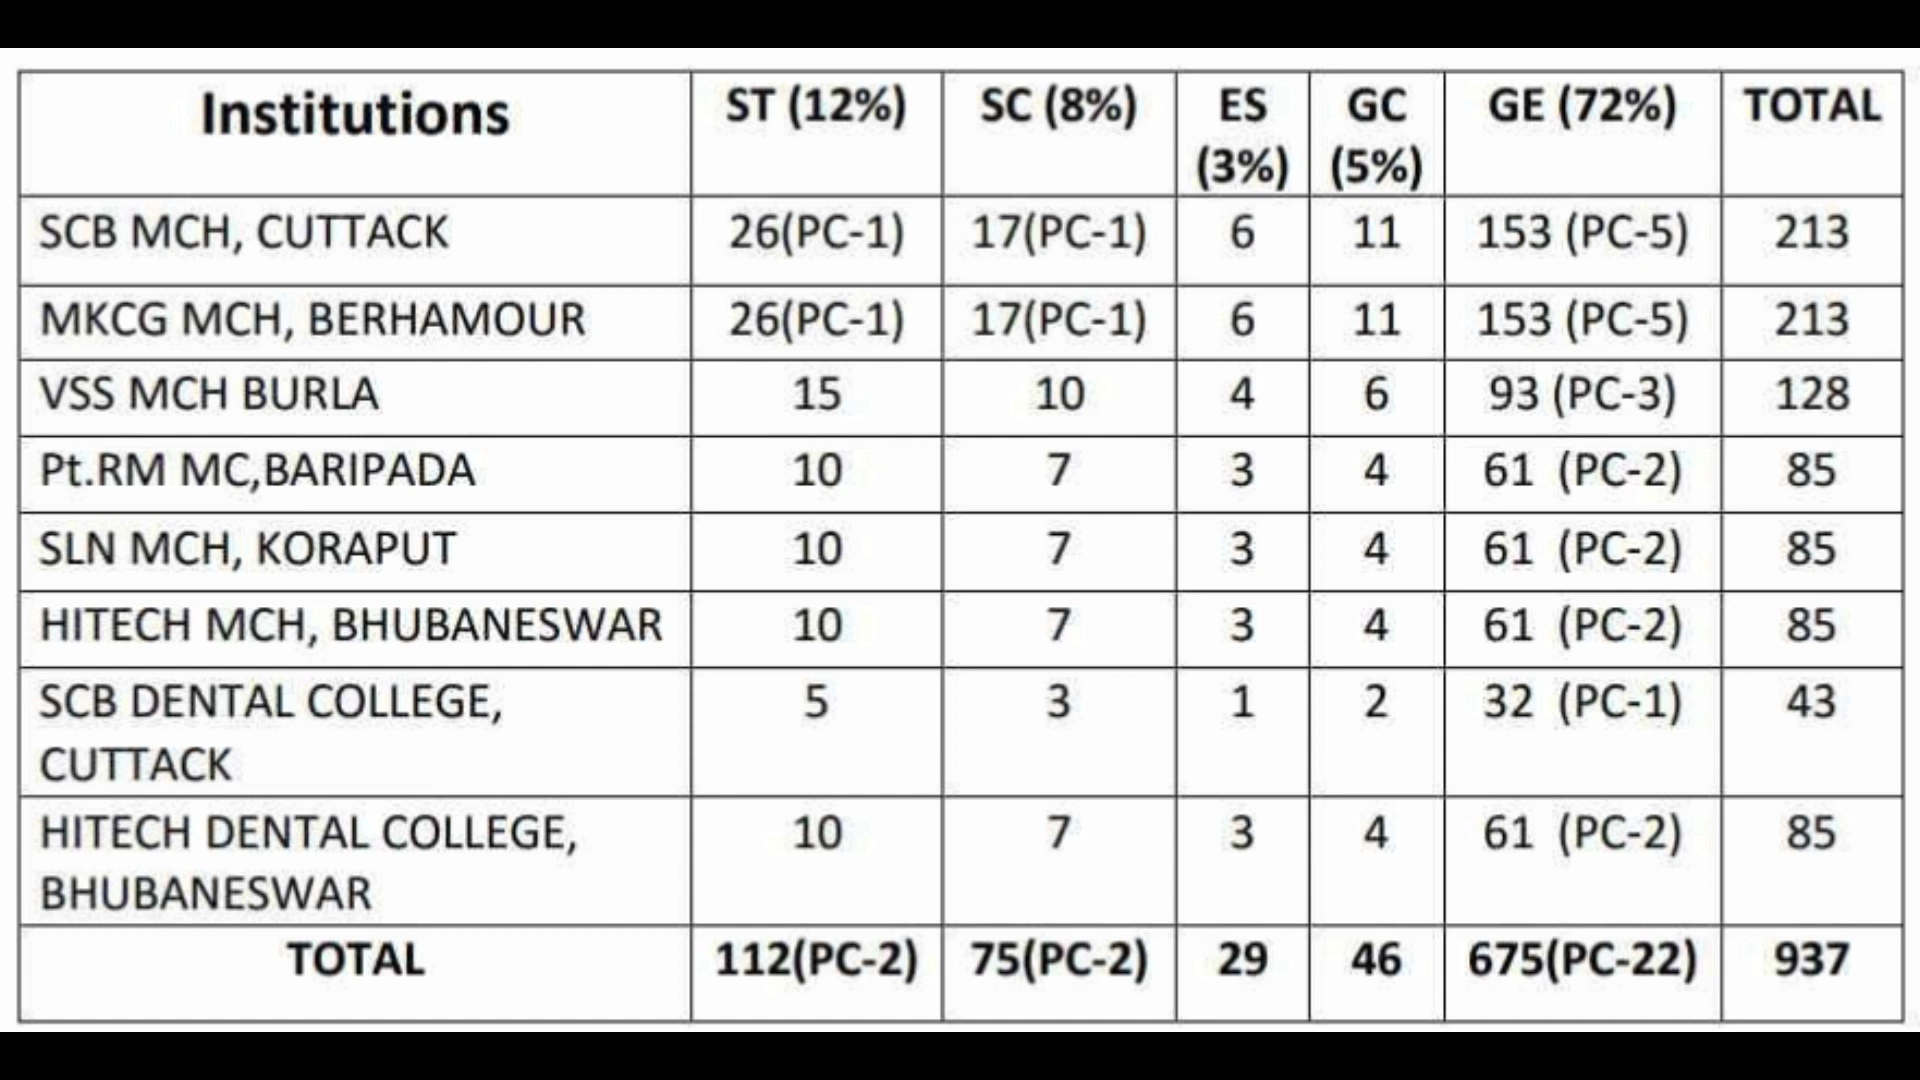 Institutions ST (12%) SC (8%) ES (3%) GC (5%) GE (72%) TOTAL
SCB MCH, CUTTACK 26(PC-1) 17(PC-1) 6 11 153 (PC-5) 213
MKCG MCH, BERHAMOUR 26(PC-1) 17(PC-1) 6 11 153 (PC-5) 213
VSS MCH BURLA 15 10 4 6 93 (PC-3) 128
Pt.RM MC,BARIPADA 10 7 3 4 61 (PC-2) 85
SLN MCH, KORAPUT 10 7 3 4 61 (PC-2) 85
HITECH MCH, BHUBANESWAR 10 7 3 4 61 (PC-2) 85
SCB DENTAL COLLEGE, 5 3 1 2 32 (PC-1) 43
CUTTACK
HITECH DENTAL COLLEGE, 10 7 3 4 61 (PC-2) 85
BHUBANESWAR
TOTAL 112(PC-2) 75(PC-2) 29 46 675(PC-22) 937